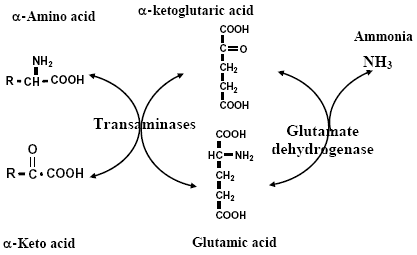 α-Amino acid
α-ketoglutaric acid
Ammonia
NH3
NH2
R - CH - COOH
COOH
C=O
CH2
CH2
COOH
Transaminases
Glutamate
dehydrogenase
O
R - C - COOH
COOH
HC - NH2
CH2
CH2
COOH
α-Keto acid
Glutamic acid